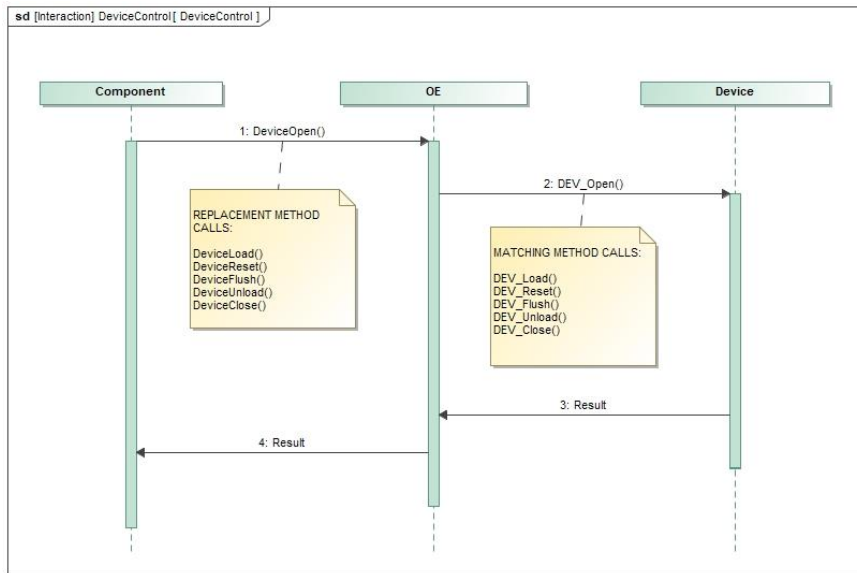 sd [Interaction] DeviceControl[ DeviceControl ]
Component
OE
Device
1: DeviceOpen()
2: DEV_Open()
REPLACEMENT METHOD
CALLS:
DeviceLoad()
DeviceReset()
DeviceFlush()
DeviceUnload()
DeviceClose()
MATCHING METHOD CALLS:
DEV_Load()
DEV_Reset()
DEV_Flush()
DEV_Unload()
DEV_Close()
3: Result
4: Result